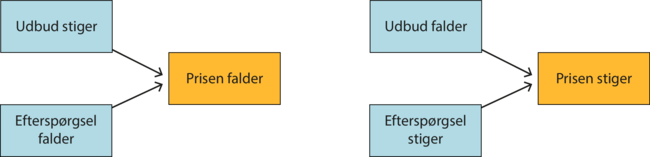 Udbud stiger
Prisen falder
Efterspørgsel
falder
Udbud falder
Prisen stiger
Efterspørgsel
stiger